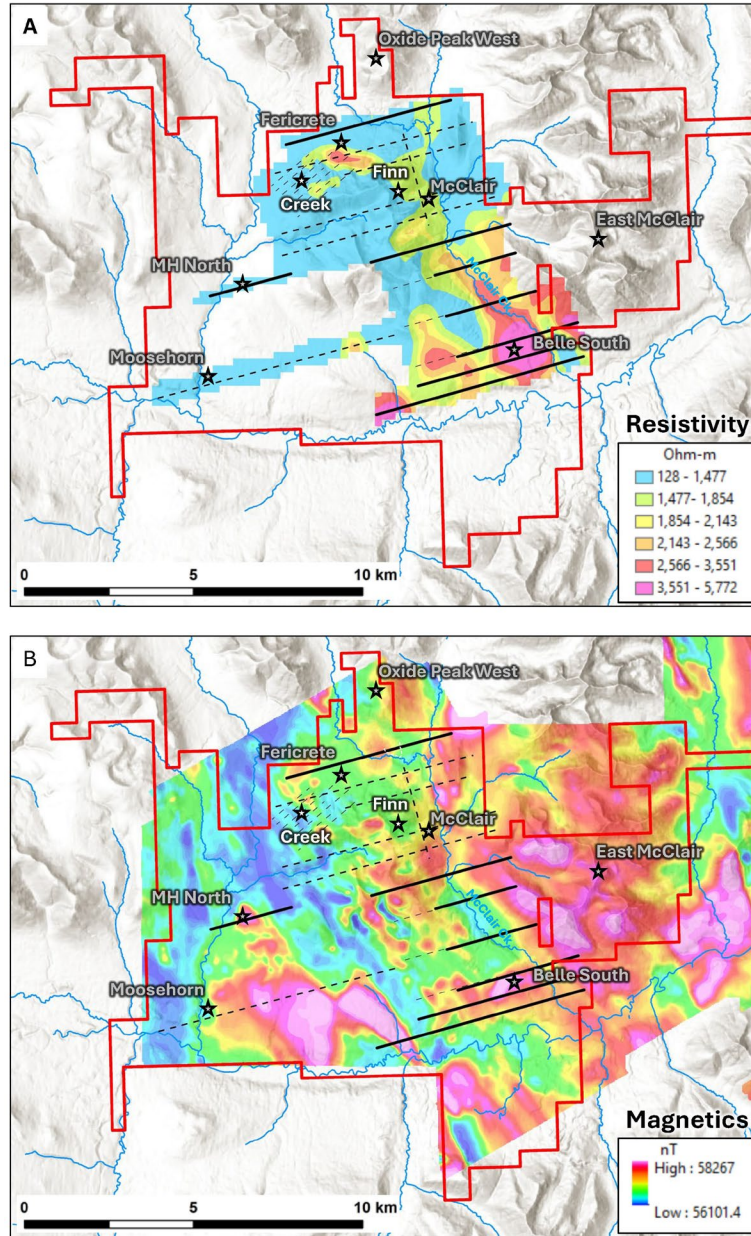 A
Oxide Peak West
Fericrete
Finn
McClair
Creek
East McClair
MH North
McClair Ck.
Belle South
Moosehorn
Resistivity
Ohm-m
128 - 1,477
1,477- 1,854
1,854 - 2,143
2,143 - 2,566
2,566 - 3,551
3,551 - 5,772
0 5 10 km
B
Oxide Peak West
Fericrete
Finn
McClair
Creek
East McClair
MH North
McClair Ck.
Belle South
Moosehorn
Magnetics
nT
High : 58267
Low : 56101.4
0 5 10 km